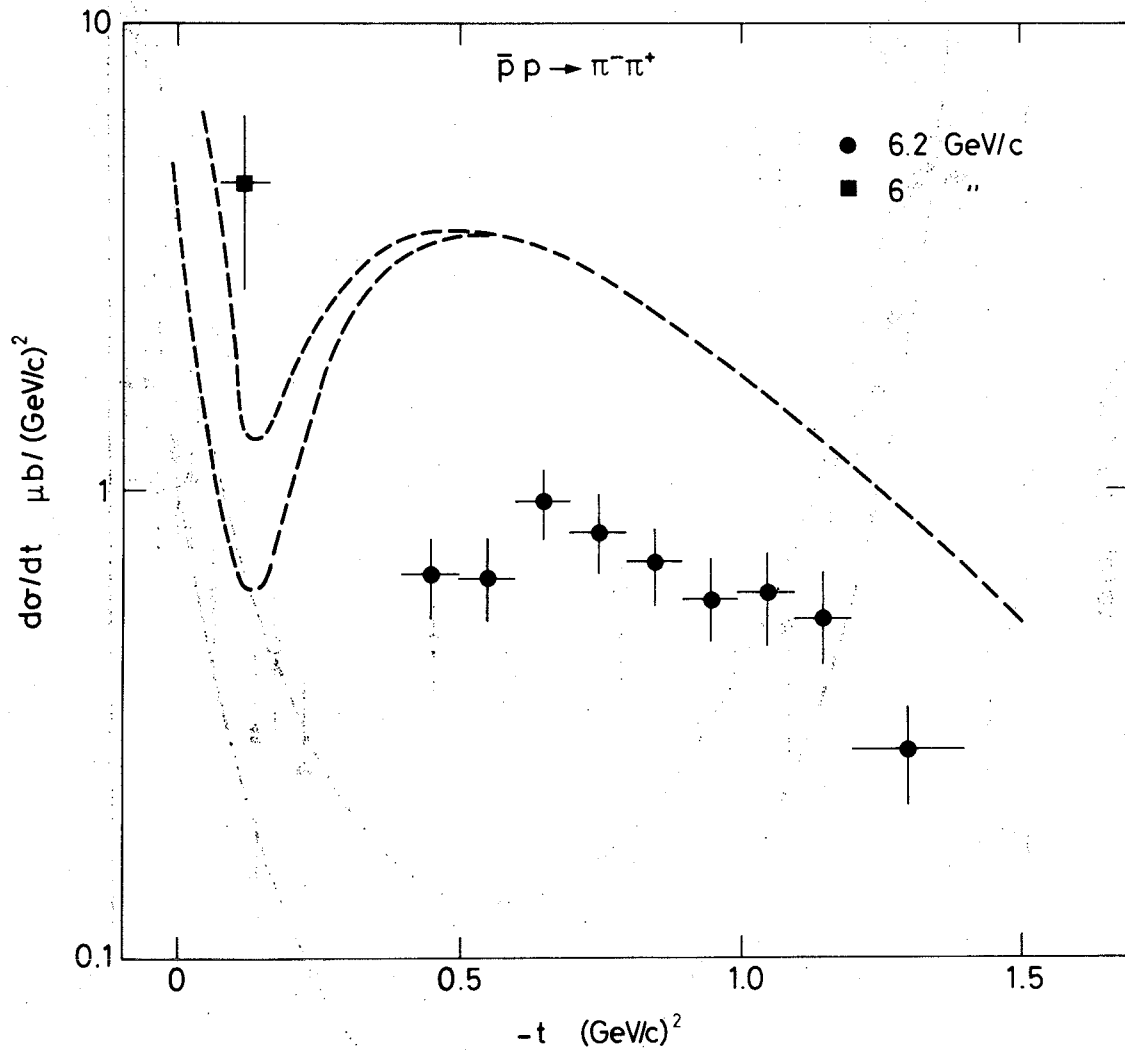 10
p̄ p → π⁻π⁺
● 6.2 GeV/c
■ 6 "
dσ/dt μb/(GeV/c)²
1
0.1
0 0.5 1.0 1.5
-t (GeV/c)²